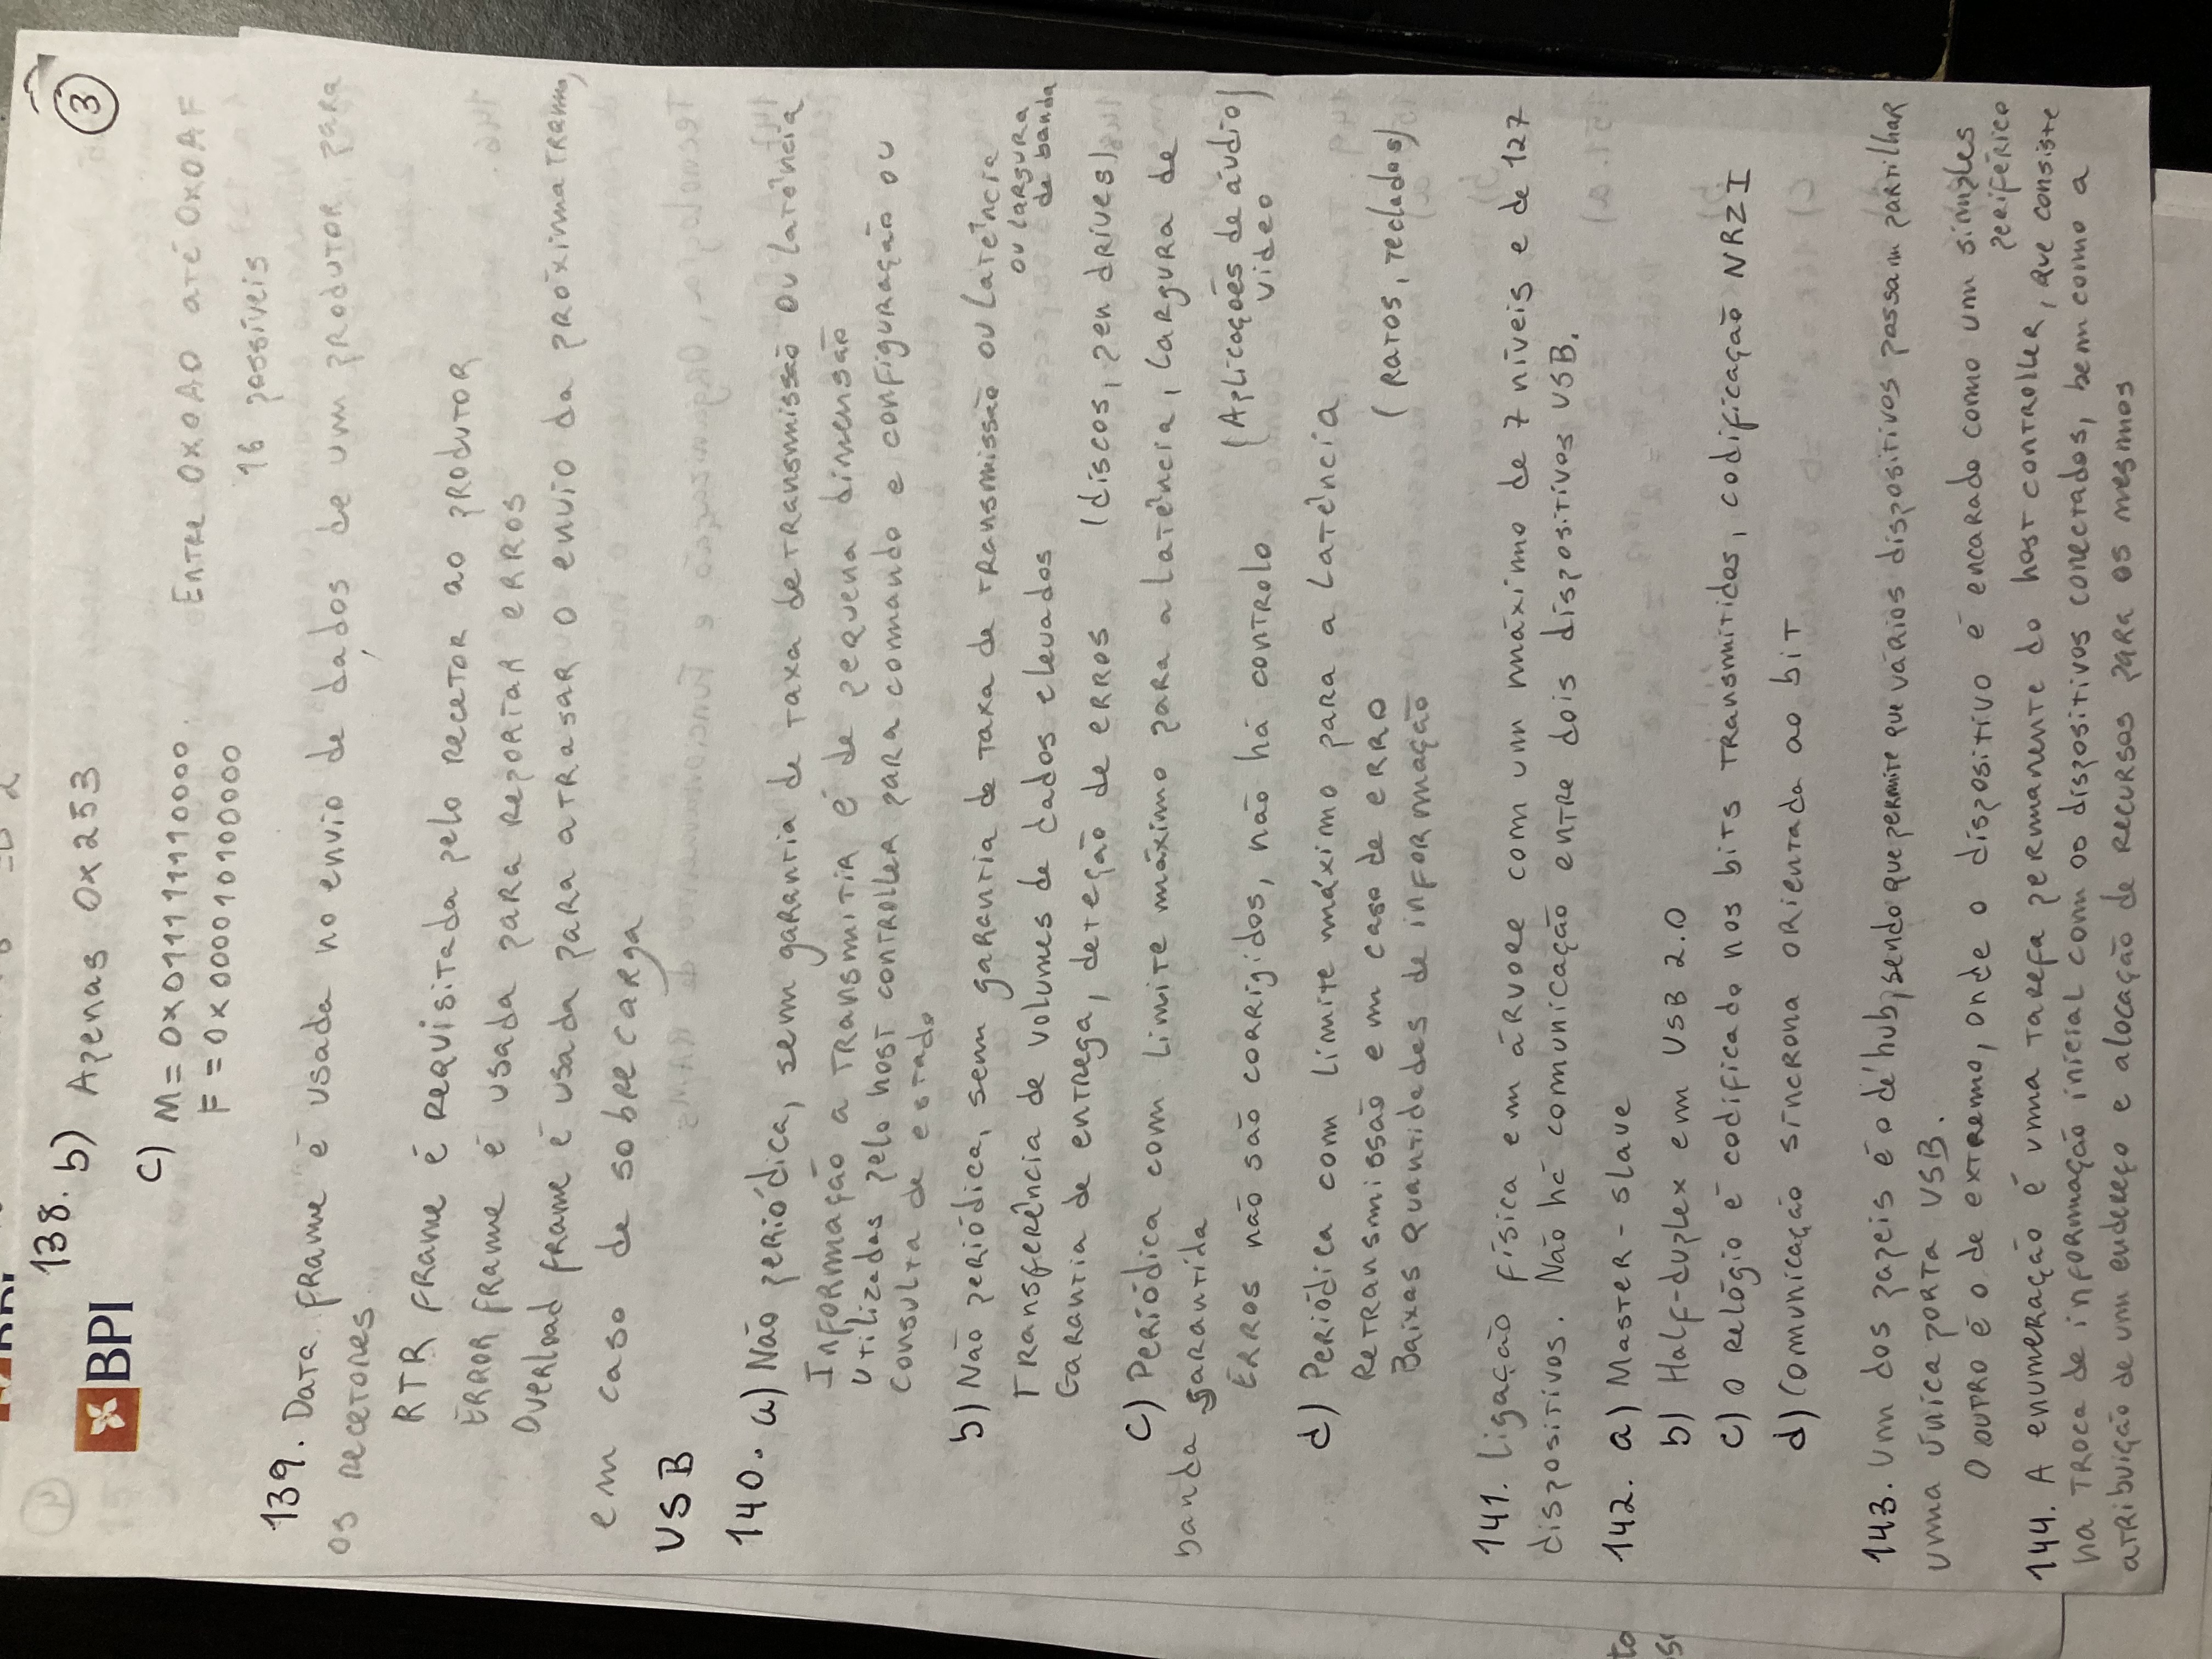 138. b) Apenas 0x253
3
BPI
c) M = 0x01111110000
F = 0x000010100000
Entre 0x0A0 até 0x0AF
16 possíveis
139. Data frame é usada no envio de dados de um produtor para
os recetores
RTR frame é requisitada pelo recetor ao produtor
Error frame é usada para reportar erros
Overload frame é usada para atrasar o envio da próxima trama,
em caso de sobrecarga
USB
140. a) Não periódica, sem garantia de taxa de transmissão ou latência
Informação a transmitir é de pequena dimensão
Utilizadas pelo host controller para comando e configuração ou
consulta de estado
b) Não periódica, sem garantia de taxa de transmissão ou latência
ou largura
de banda
Transferência de volumes de dados elevados
Garantia de entrega, deteção de erros (discos, pen drives)
c) Periódica com limite máximo para a latência, largura de
banda garantida
Erros não são corrigidos, não há controlo (Aplicações de áudio
video)
d) Periódica com limite máximo para a latência
Retransmissão em caso de erro
(ratos, teclados)
Baixas quantidades de informação
141. Ligação física em árvore com um máximo de 7 níveis e de 127
dispositivos. Não há comunicação entre dois dispositivos USB.
142. a) Master - slave
b) Half-duplex em USB 2.0
c) O relógio é codificado nos bits transmitidos, codificação NRZI
d) Comunicação síncrona orientada ao bit
143. Um dos papeis é o de hub, sendo que permite que vários dispositivos possam partilhar
uma única porta USB.
O outro é o de extremo, onde o dispositivo é encarado como um simples
periférico
144. A enumeração é uma tarefa permanente do host controller, que consiste
na troca de informação inicial com os dispositivos conectados, bem como a
atribuição de um endereço e alocação de recursos para os mesmos